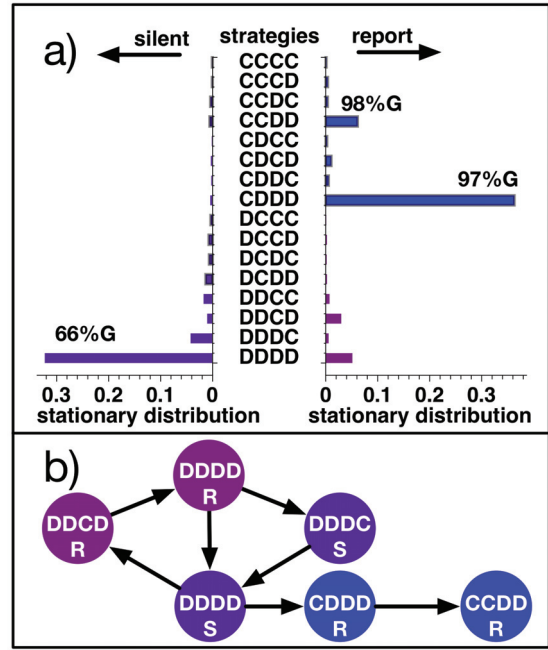 a)
silent
strategies
report
CCCC
CCCD
CCDC
98%G
CCDD
CDCC
CDCD
CDDC
97%G
CDDD
DCCC
DCCD
DCDC
DCDD
DDCC
DDCD
66%G
DDDC
DDDD
0.3 0.2 0.1 0
0 0.1 0.2 0.3
stationary distribution
stationary distribution
b)
DDDD
R
DDCD
R
DDDC
S
DDDD
S
CDDD
R
CCDD
R